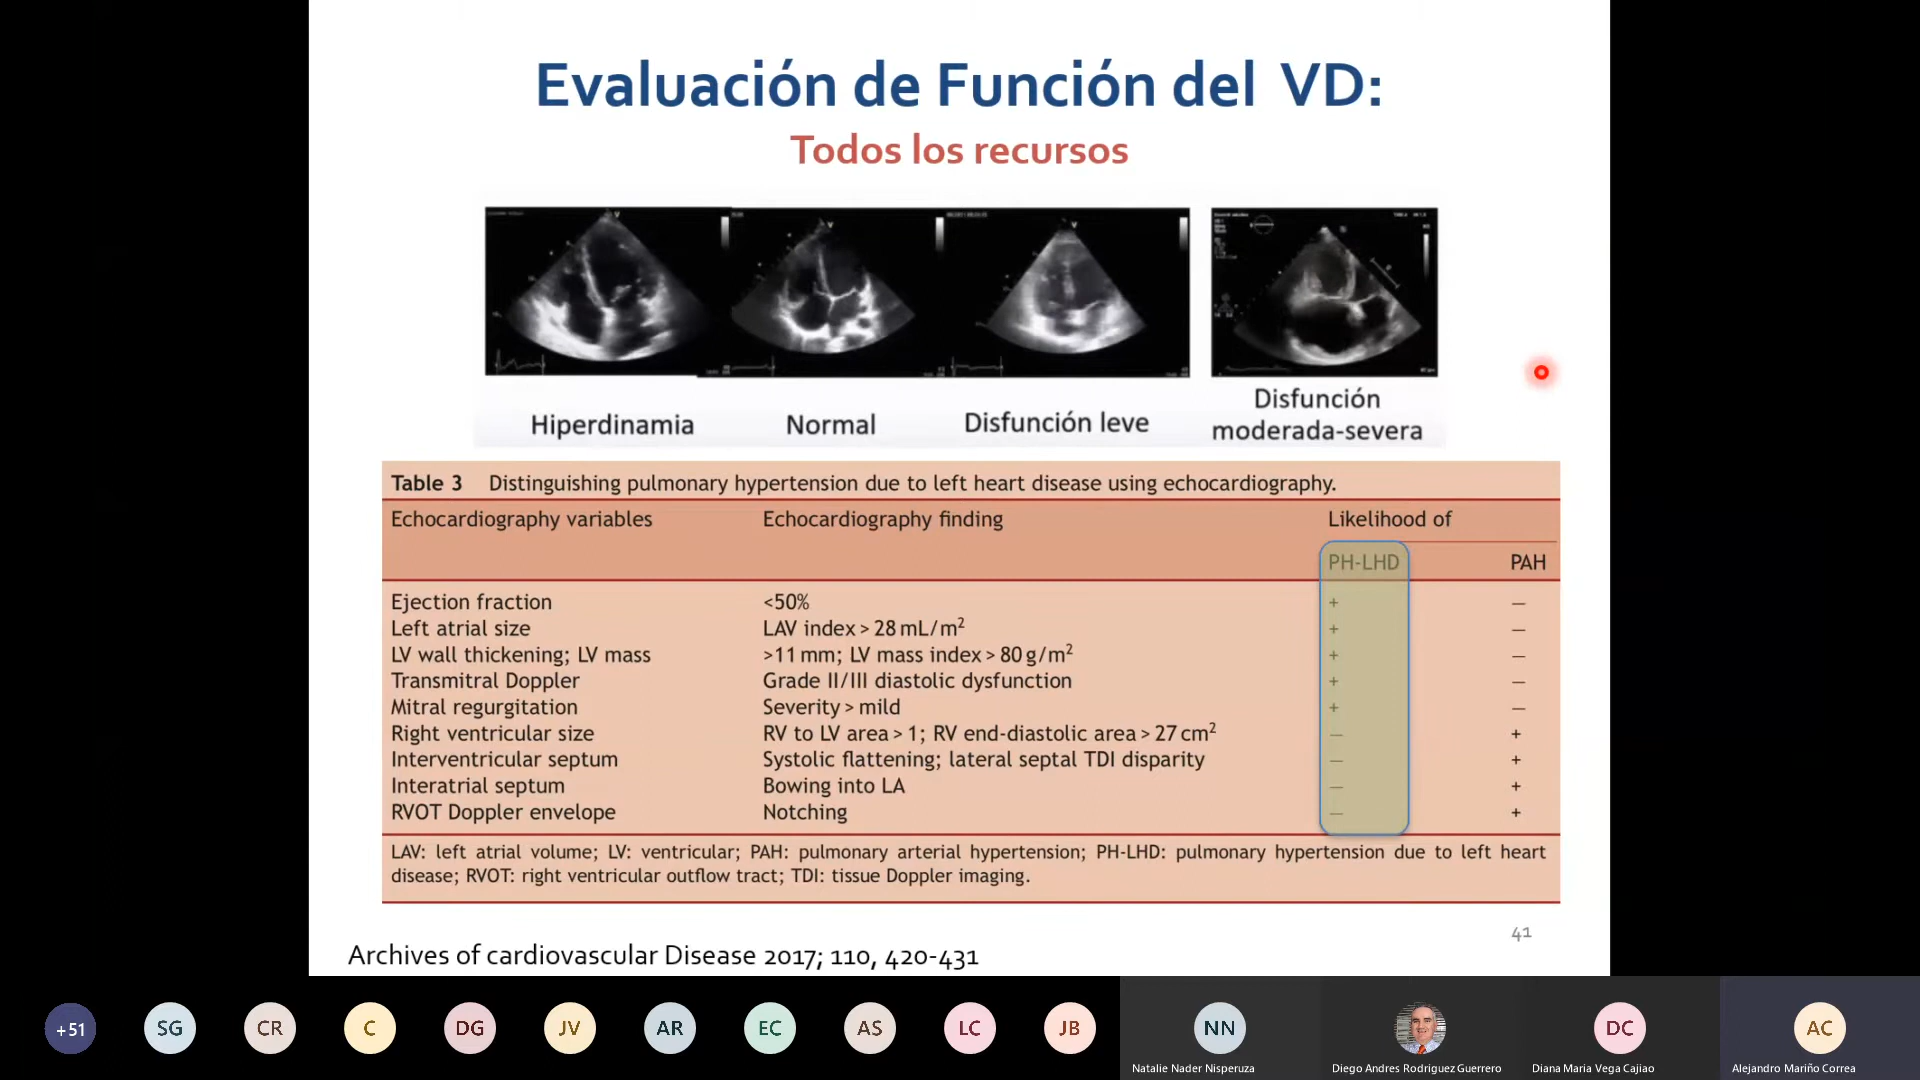 Evaluación de Función del VD:
Todos los recursos
Hiperdinamia
Normal
Disfunción leve
Disfunción
moderada-severa
Table 3 Distinguishing pulmonary hypertension due to left heart disease using echocardiography.
Echocardiography variables Echocardiography finding Likelihood of
PH-LHD PAH
Ejection fraction <50% + —
Left atrial size LAV index > 28 mL/m² + —
LV wall thickening; LV mass >11 mm; LV mass index > 80 g/m² + —
Transmitral Doppler Grade II/III diastolic dysfunction + —
Mitral regurgitation Severity > mild + —
Right ventricular size RV to LV area > 1; RV end-diastolic area > 27 cm² — +
Interventricular septum Systolic flattening; lateral septal TDI disparity — +
Interatrial septum Bowing into LA — +
RVOT Doppler envelope Notching — +
LAV: left atrial volume; LV: ventricular; PAH: pulmonary arterial hypertension; PH-LHD: pulmonary hypertension due to left heart
disease; RVOT: right ventricular outflow tract; TDI: tissue Doppler imaging.
41
Archives of cardiovascular Disease 2017; 110, 420-431
+51 SG CR C DG JV AR EC AS LC JB NN DC AC
Natalie Nader Nisperuza Diego Andres Rodriguez Guerrero Diana Maria Vega Cajiao Alejandro Mariño Correa